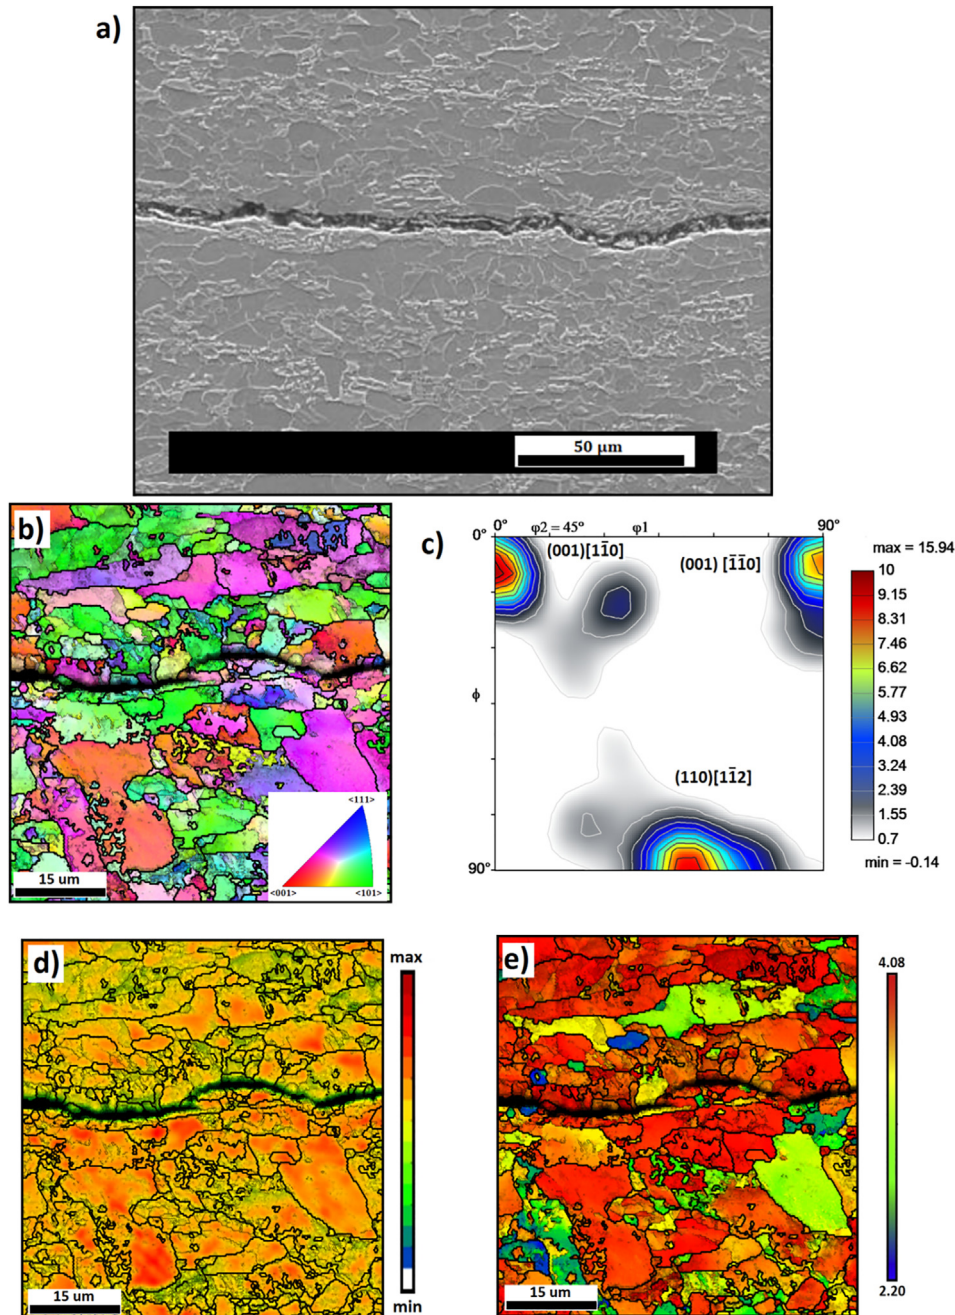 a)
50 μm
b)
<111>
<001>
<101>
15 um
c)
0°
φ2 = 45°
φ1
90°
0°
(001)[1̄1̄0]
(001) [1̄1̄0]
ϕ
(110)[11̄2]
90°
max = 15.94
10
9.15
8.31
7.46
6.62
5.77
4.93
4.08
3.24
2.39
1.55
0.7
min = -0.14
d)
max
min
15 um
e)
4.08
2.20
15 um